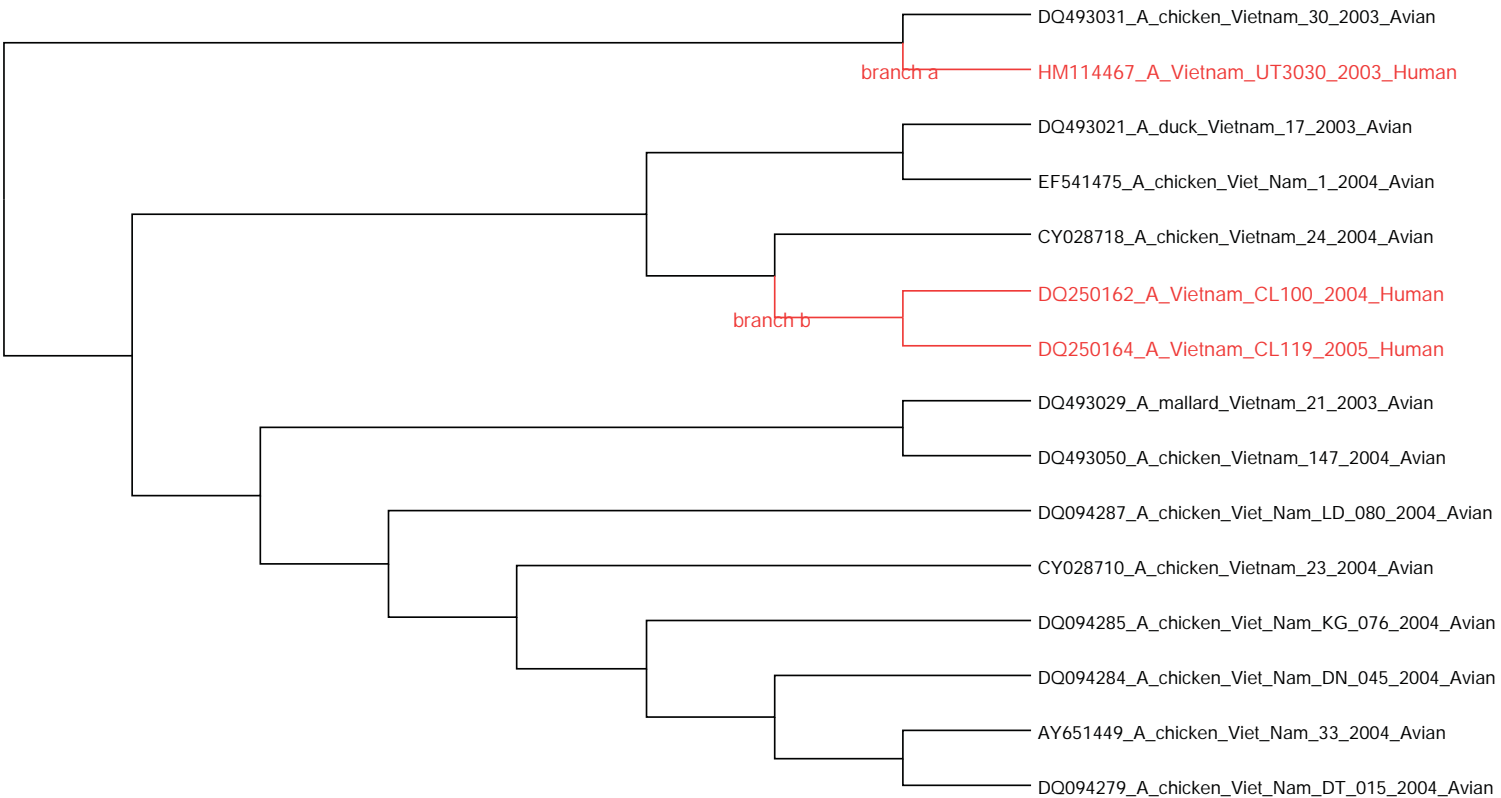 DQ493031_A_chicken_Vietnam_30_2003_Avian
branch a
HM114467_A_Vietnam_UT3030_2003_Human
DQ493021_A_duck_Vietnam_17_2003_Avian
EF541475_A_chicken_Viet_Nam_1_2004_Avian
CY028718_A_chicken_Vietnam_24_2004_Avian
DQ250162_A_Vietnam_CL100_2004_Human
branch b
DQ250164_A_Vietnam_CL119_2005_Human
DQ493029_A_mallard_Vietnam_21_2003_Avian
DQ493050_A_chicken_Vietnam_147_2004_Avian
DQ094287_A_chicken_Viet_Nam_LD_080_2004_Avian
CY028710_A_chicken_Vietnam_23_2004_Avian
DQ094285_A_chicken_Viet_Nam_KG_076_2004_Avian
DQ094284_A_chicken_Viet_Nam_DN_045_2004_Avian
AY651449_A_chicken_Viet_Nam_33_2004_Avian
DQ094279_A_chicken_Viet_Nam_DT_015_2004_Avian